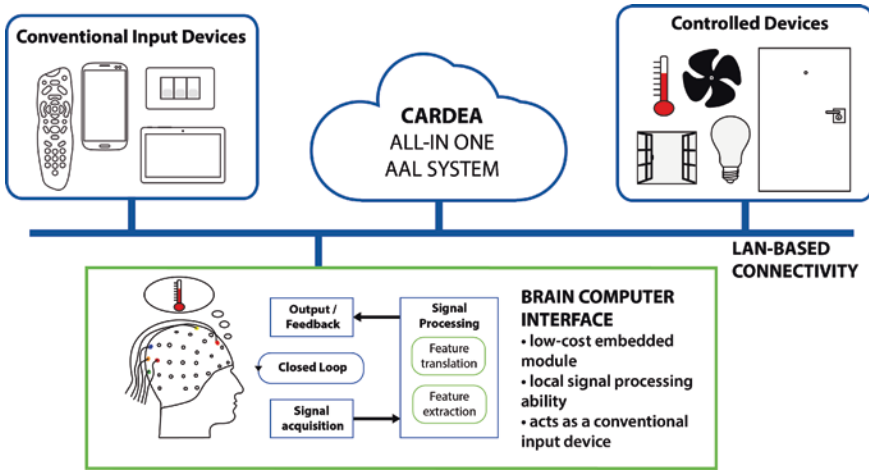 Conventional Input Devices
CARDEA
ALL-IN ONE
AAL SYSTEM
Controlled Devices
LAN-BASED
CONNECTIVITY
Output /
Feedback
Closed Loop
Signal
acquisition
Signal
Processing
Feature
translation
Feature
extraction
BRAIN COMPUTER
INTERFACE
• low-cost embedded
module
• local signal processing
ability
• acts as a conventional
input device